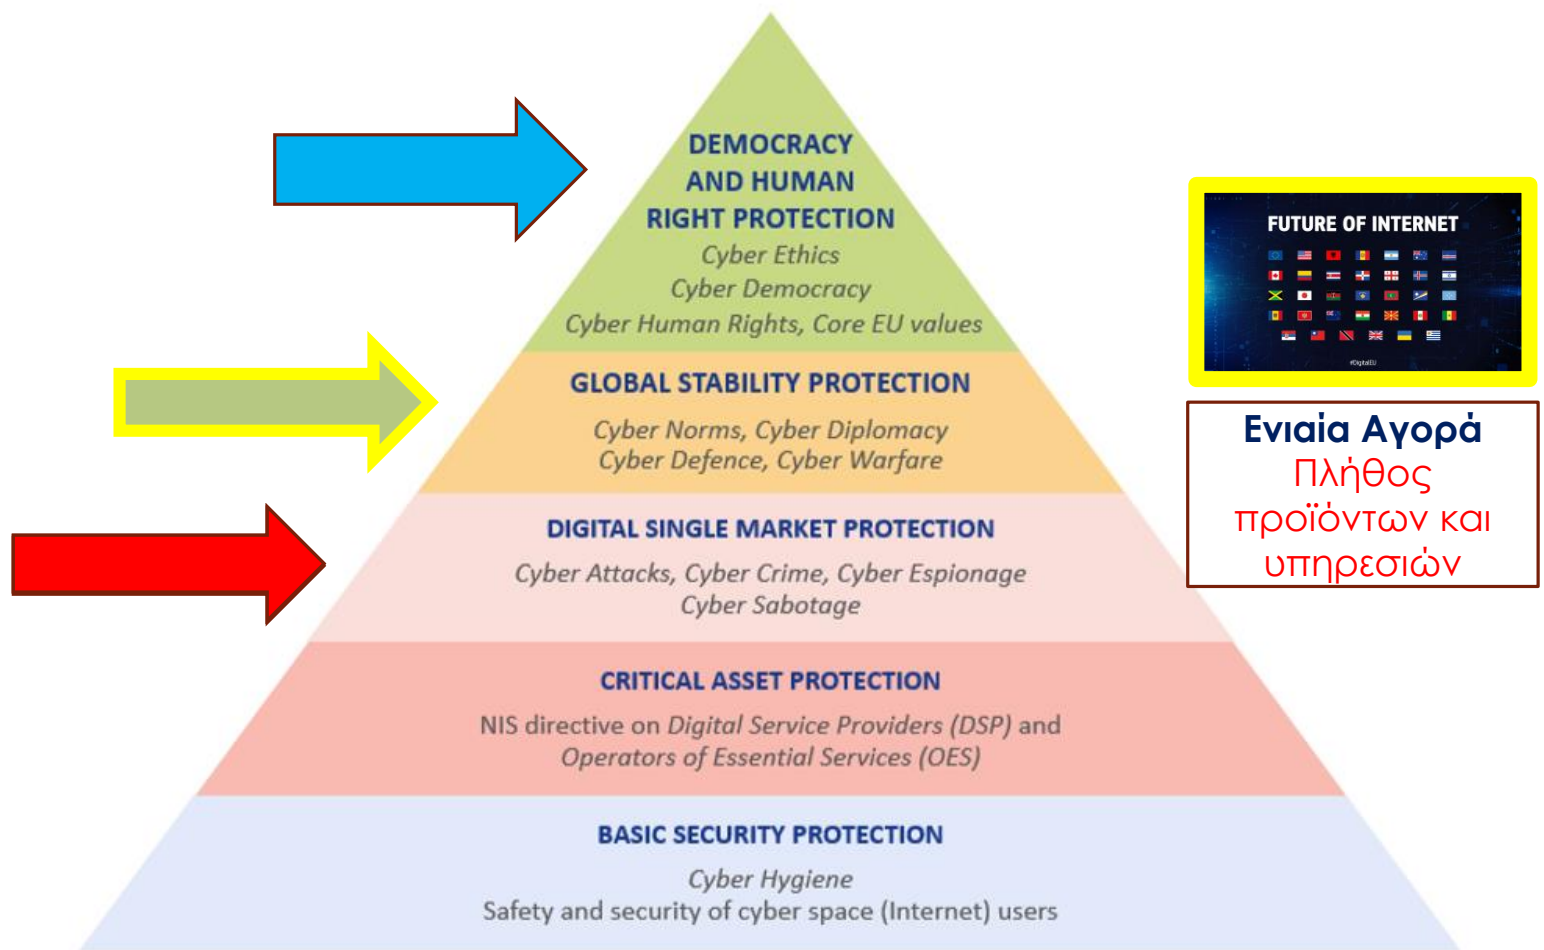 DEMOCRACY
AND HUMAN
RIGHT PROTECTION
Cyber Ethics
Cyber Democracy
Cyber Human Rights, Core EU values
GLOBAL STABILITY PROTECTION
Cyber Norms, Cyber Diplomacy
Cyber Defence, Cyber Warfare
DIGITAL SINGLE MARKET PROTECTION
Cyber Attacks, Cyber Crime, Cyber Espionage
Cyber Sabotage
CRITICAL ASSET PROTECTION
NIS directive on Digital Service Providers (DSP) and
Operators of Essential Services (OES)
BASIC SECURITY PROTECTION
Cyber Hygiene
Safety and security of cyber space (Internet) users
FUTURE OF INTERNET
#DigitalEU
Ενιαία Αγορά
Πλήθος
προϊόντων και
υπηρεσιών